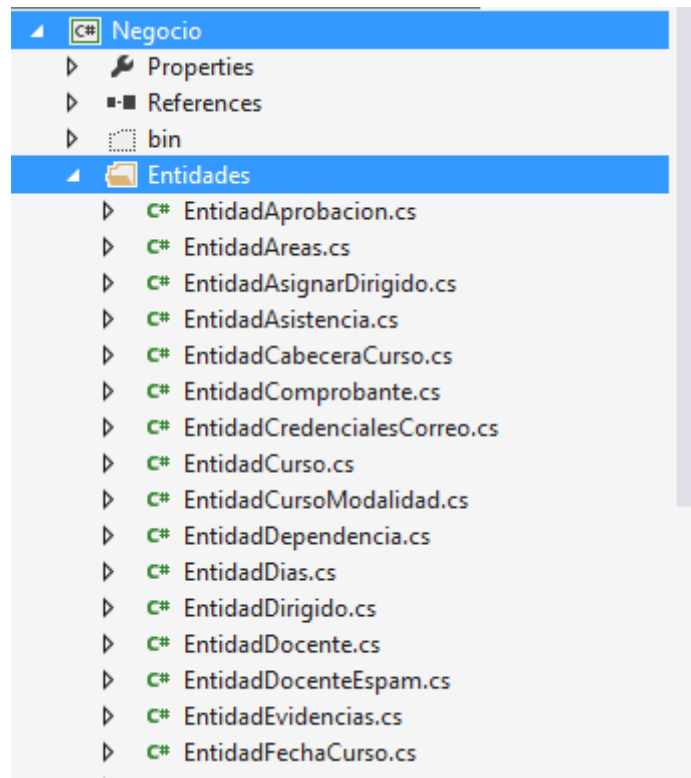 C# Negocio
Properties
References
bin
Entidades
C# EntidadAprobacion.cs
C# EntidadAreas.cs
C# EntidadAsignarDirigido.cs
C# EntidadAsistencia.cs
C# EntidadCabeceraCurso.cs
C# EntidadComprobante.cs
C# EntidadCredencialesCorreo.cs
C# EntidadCurso.cs
C# EntidadCursoModalidad.cs
C# EntidadDependencia.cs
C# EntidadDias.cs
C# EntidadDirigido.cs
C# EntidadDocente.cs
C# EntidadDocenteEspam.cs
C# EntidadEvidencias.cs
C# EntidadFechaCurso.cs